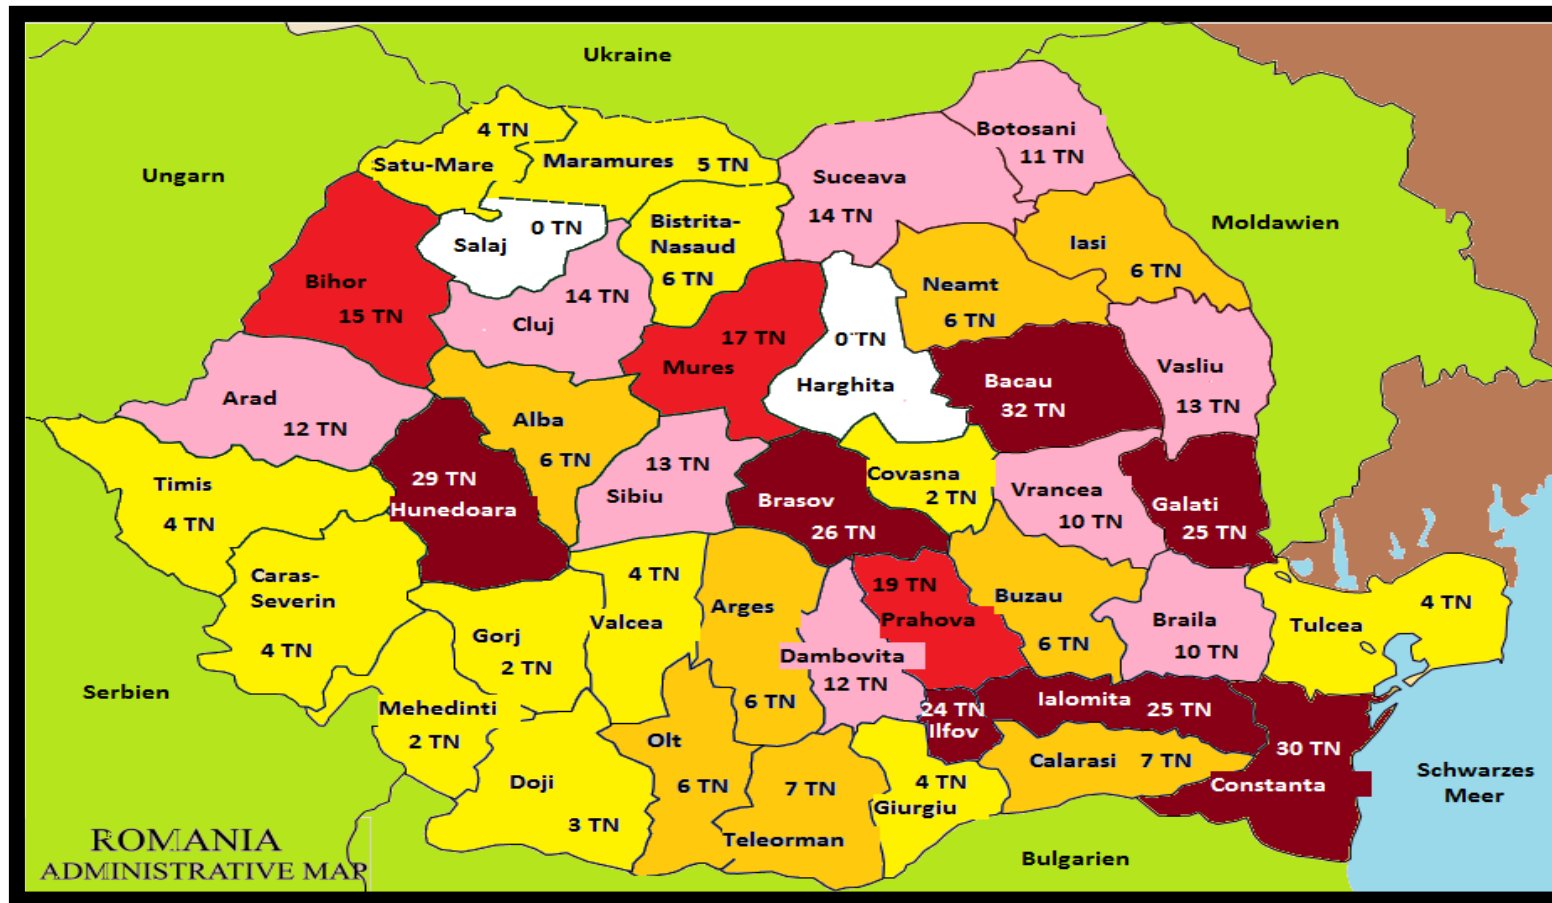 Ukraine
Ungarn
Moldawien
4 TN
Satu-Mare
Maramures 5 TN
Botosani
11 TN
Suceava
14 TN
0 TN
Salaj
Bistrita-
Nasaud
6 TN
Iasi
6 TN
Bihor
15 TN
14 TN
Cluj
Neamt
6 TN
17 TN
Mures
0 TN
Harghita
Bacau
32 TN
Vasliu
13 TN
Arad
12 TN
Alba
6 TN
13 TN
Sibiu
29 TN
Hunedoara
Timis
4 TN
Brasov
26 TN
Covasna
2 TN
Vrancea
10 TN
Galati
25 TN
Caras-
Severin
4 TN
Gorj
2 TN
4 TN
Valcea
Arges
6 TN
Dambovita
12 TN
19 TN
Prahova
Buzau
6 TN
Braila
10 TN
Tulcea
4 TN
Serbien
Mehedinti
2 TN
Doji
3 TN
Olt
6 TN
7 TN
Teleorman
4 TN
Giurgiu
24 TN
Ilfov
Ialomita 25 TN
Calarasi 7 TN
30 TN
Constanta
Schwarzes
Meer
Bulgarien
ROMANIA
ADMINISTRATIVE MAP